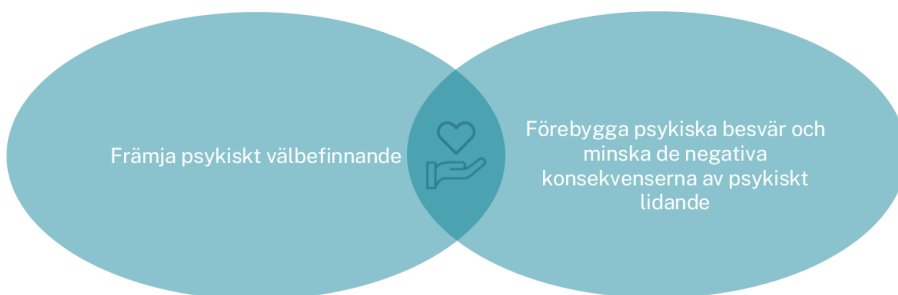 Främja psykiskt välbefinnande
Förebygga psykiska besvär och
minska de negativa
konsekvenserna av psykiskt
lidande